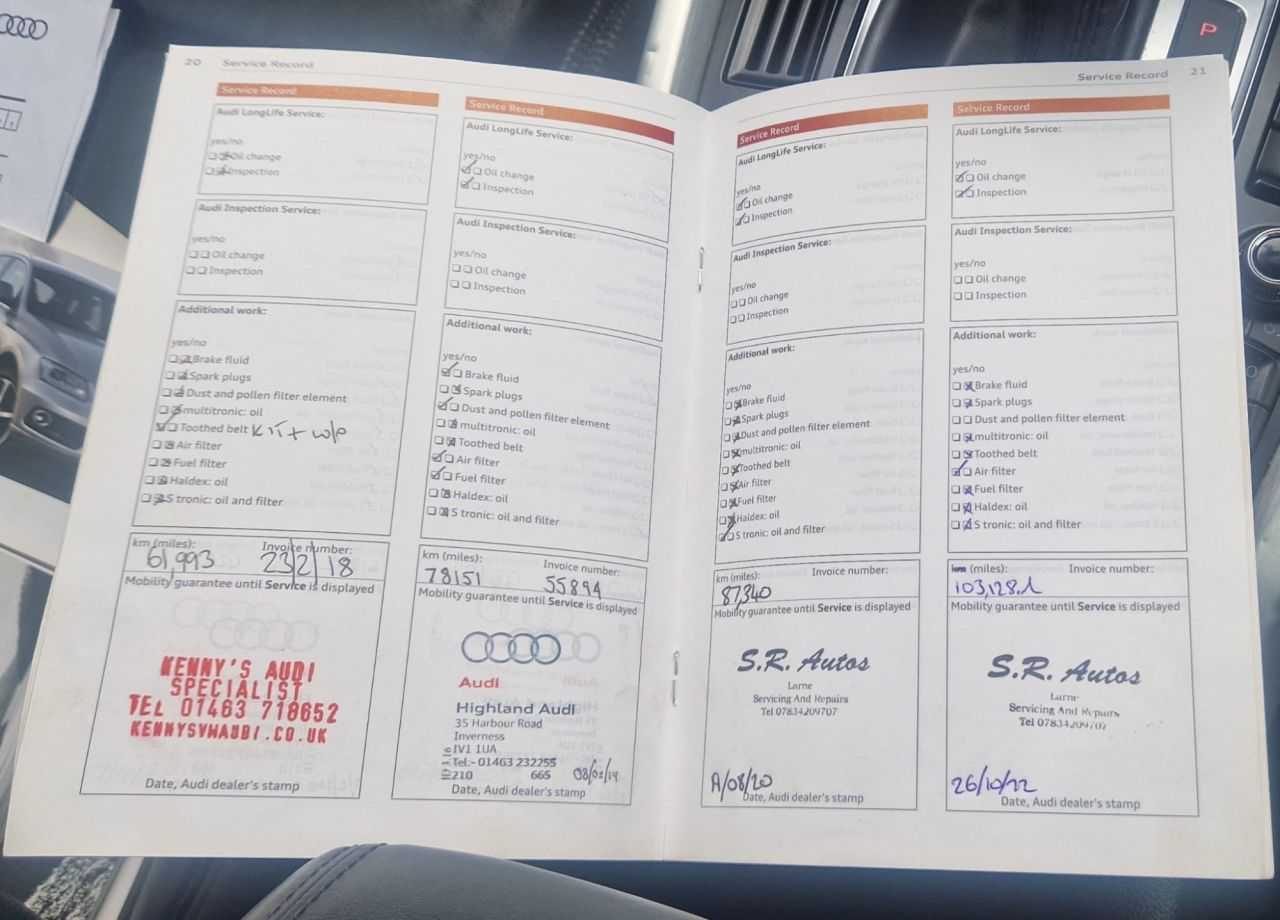 20 Service Record
Service Record
Audi LongLife Service:
yes/no
Oil change
Inspection
Audi Inspection Service:
yes/no
Oil change
Inspection
Additional work:
yes/no
Brake fluid
Spark plugs
Dust and pollen filter element
multitronic: oil
Toothed belt KIT + W/P
Air filter
Fuel filter
Haldex: oil
S tronic: oil and filter
km (miles): Invoice number:
61,993 23/2/18
Mobility guarantee until Service is displayed
KENNY'S AUDI
SPECIALIST
TEL 01463 718652
KENNYSVWAUDI.CO.UK
Date, Audi dealer's stamp
Service Record
Audi LongLife Service:
yes/no
Oil change
Inspection
Audi Inspection Service:
yes/no
Oil change
Inspection
Additional work:
yes/no
Brake fluid
Spark plugs
Dust and pollen filter element
multitronic: oil
Toothed belt
Air filter
Fuel filter
Haldex: oil
S tronic: oil and filter
km (miles): Invoice number:
78151 55894
Mobility guarantee until Service is displayed
Audi
Highland Audi
35 Harbour Road
Inverness
IV1 1UA
Tel:- 01463 232255
210 665 08/02/19
Date, Audi dealer's stamp
Service Record 21
Service Record
Audi LongLife Service:
yes/no
Oil change
Inspection
Audi Inspection Service:
yes/no
Oil change
Inspection
Additional work:
yes/no
Brake fluid
Spark plugs
Dust and pollen filter element
multitronic: oil
Toothed belt
Air filter
Fuel filter
Haldex: oil
S tronic: oil and filter
km (miles): Invoice number:
87,340
Mobility guarantee until Service is displayed
S.R. Autos
Larne
Servicing And Repairs
Tel 07834209707
/08/20
Date, Audi dealer's stamp
Service Record
Audi LongLife Service:
yes/no
Oil change
Inspection
Audi Inspection Service:
yes/no
Oil change
Inspection
Additional work:
yes/no
Brake fluid
Spark plugs
Dust and pollen filter element
multitronic: oil
Toothed belt
Air filter
Fuel filter
Haldex: oil
S tronic: oil and filter
km (miles): Invoice number:
103,128.1
Mobility guarantee until Service is displayed
S.R. Autos
Larne
Servicing And Repairs
Tel 07834209707
26/10/22
Date, Audi dealer's stamp
P